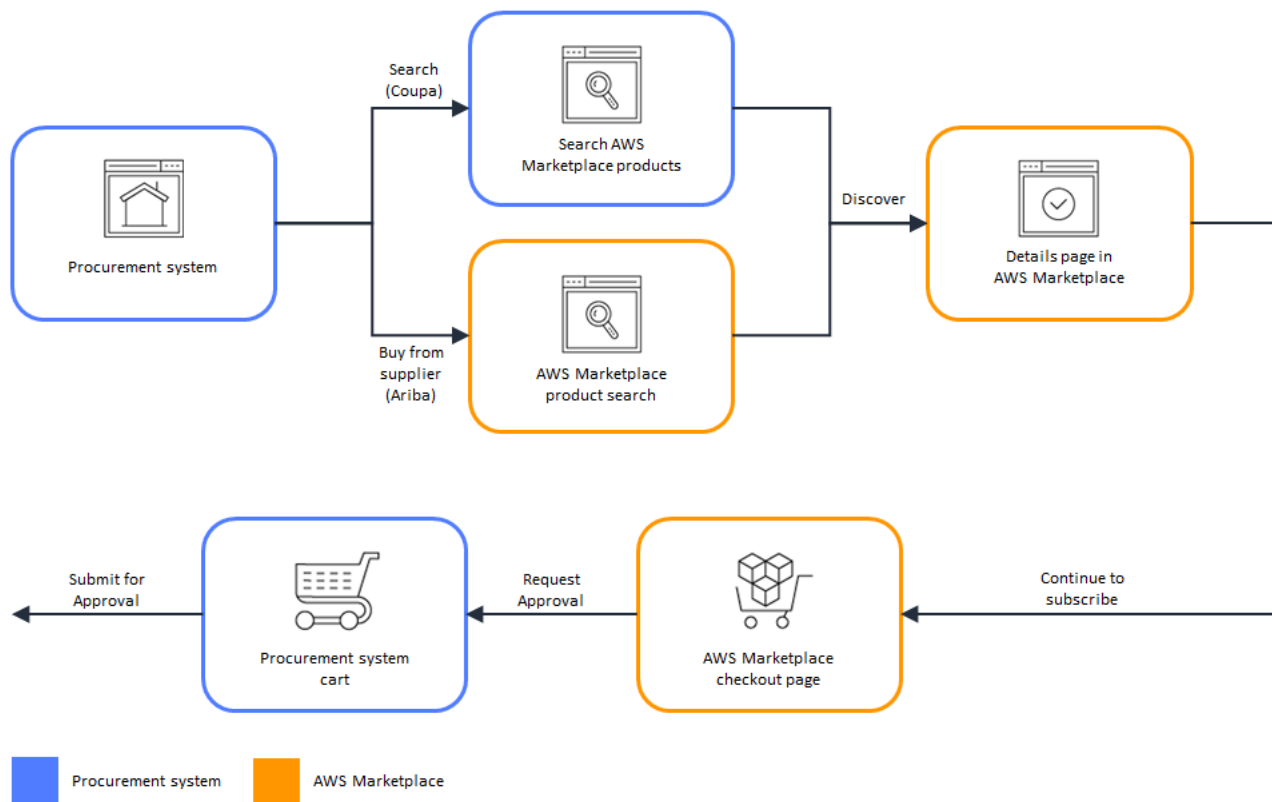 Search
(Coupa)
Search AWS
Marketplace products
Procurement system
Discover
Details page in
AWS Marketplace
Buy from
supplier
(Ariba)
AWS Marketplace
product search
Submit for
Approval
Procurement system
cart
Request
Approval
AWS Marketplace
checkout page
Continue to
subscribe
Procurement system
AWS Marketplace